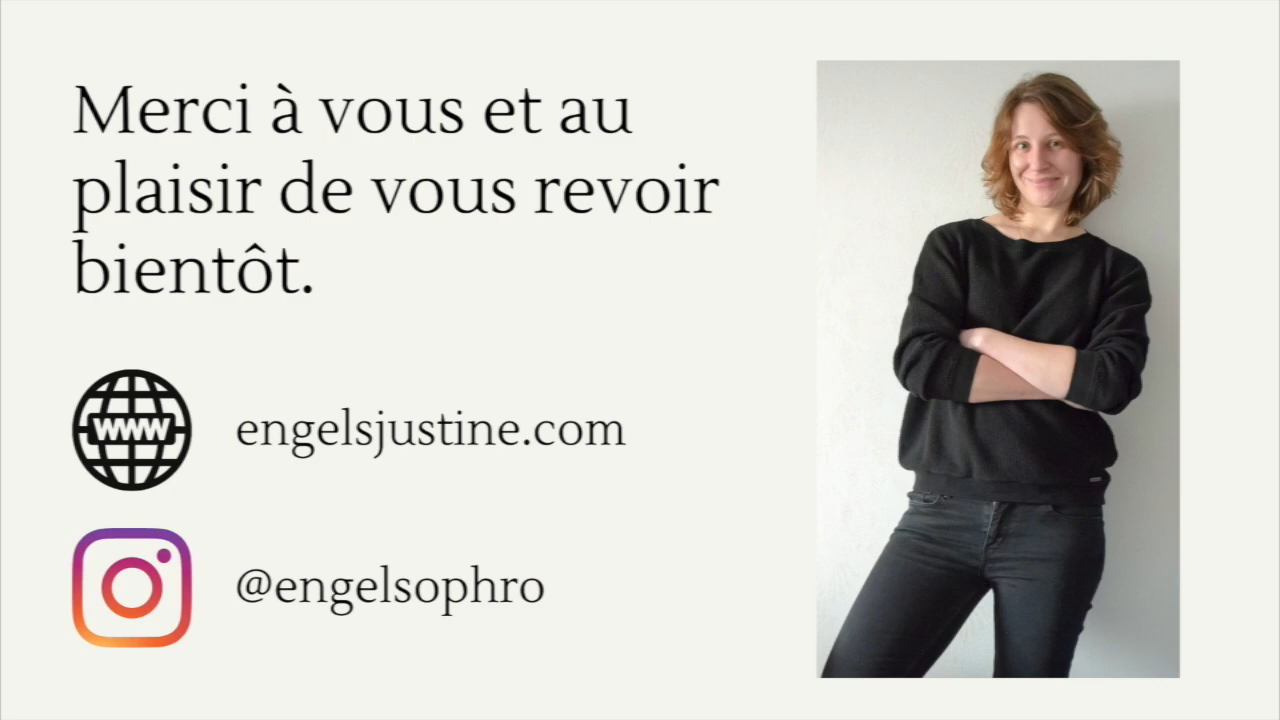 Merci à vous et au
plaisir de vous revoir
bientôt.
www
engelsjustine.com
@engelsophro